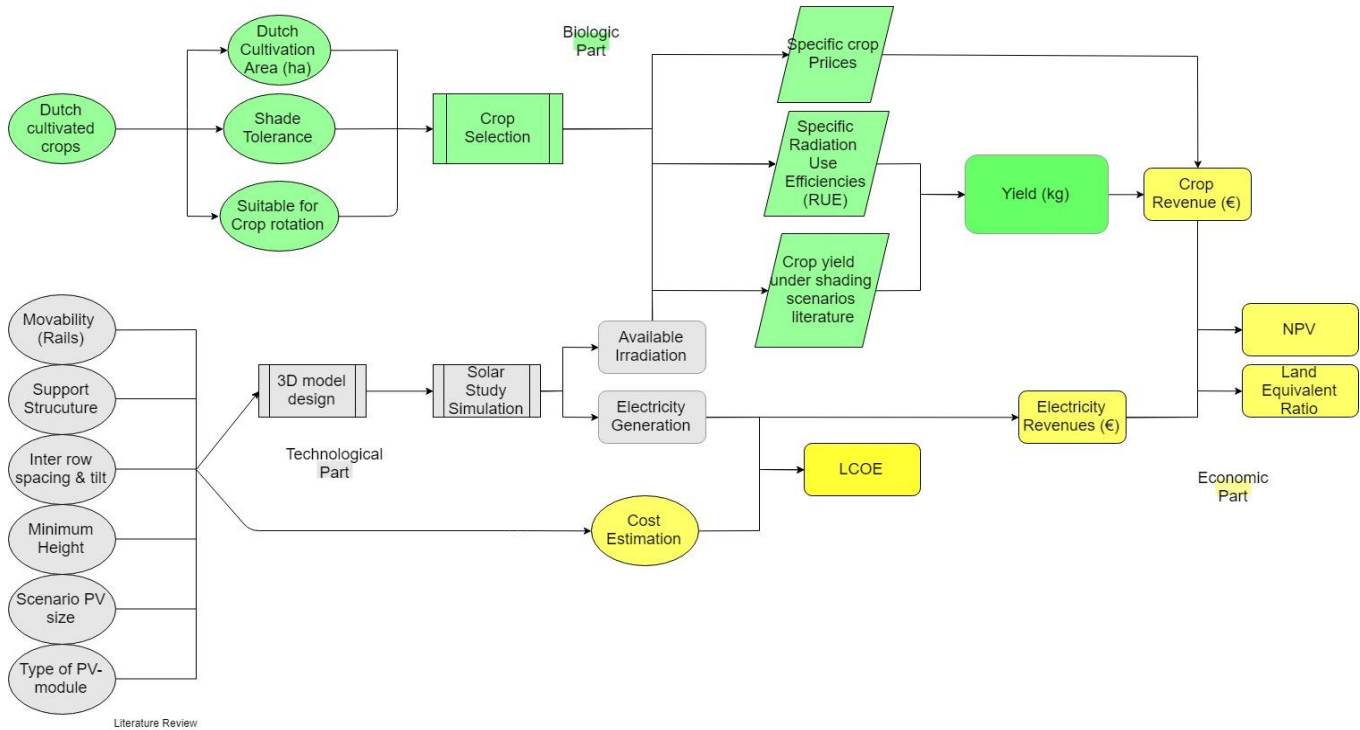 Dutch
Cultivation
Area (ha)
Biologic
Part
Specific crop
Priices
Dutch
cultivated
crops
Shade
Tolerance
Crop
Selection
Specific
Radiation
Use
Efficiencies
(RUE)
Suitable for
Crop rotation
Yield (kg)
Crop
Revenue (€)
Crop yield
under shading
scenarios
literature
Movability
(Rails)
Available
Irradiation
NPV
Support
Strucuture
3D model
design
Solar
Study
Simulation
Electricity
Generation
Electricity
Revenues (€)
Land
Equivalent
Ratio
Inter row
spacing & tilt
Technological
Part
LCOE
Economic
Part
Minimum
Height
Cost
Estimation
Scenario PV
size
Type of PV-
module
Literature Review